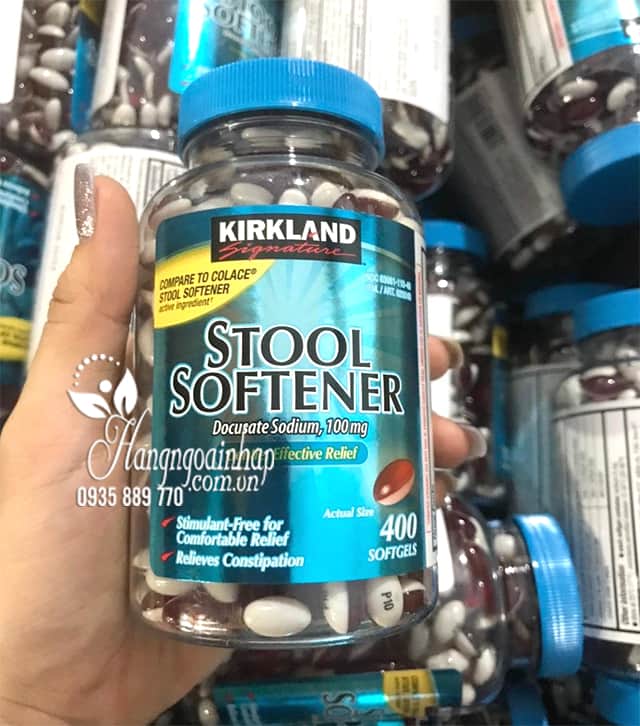 KIRKLAND
Signature
COMPARE TO COLACE®
STOOL SOFTENER
active ingredient†
STOOL
SOFTENER
Docusate Sodium, 100 mg
Effective Relief
Hangngoainhap
.com.vn
0935 889 770
Actual Size
Stimulant-Free for
Comfortable Relief
Relieves Constipation
400
SOFTGELS
P10